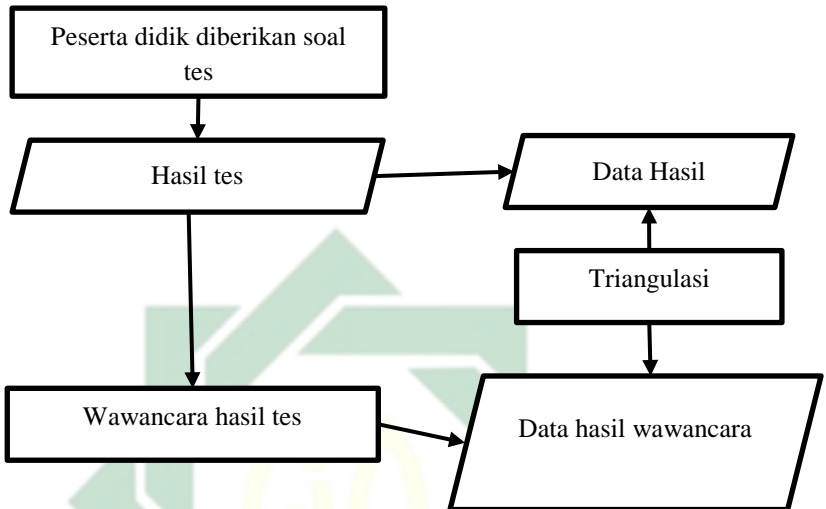 Peserta didik diberikan soal
tes
Hasil tes
Data Hasil
Triangulasi
Wawancara hasil tes
Data hasil wawancara